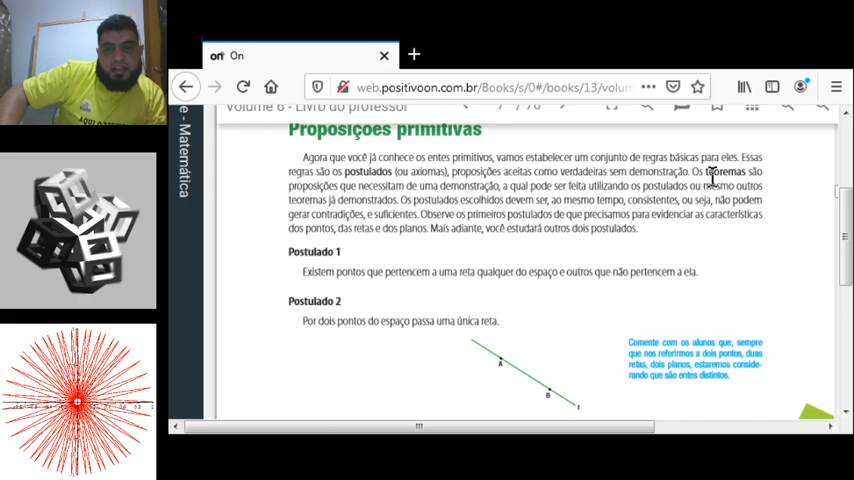 AQUI
on On
web.positivoon.com.br/Books/s/0#/books/13/volun
Volume 6 - Livro do professor
e - Matemática
Proposições primitivas
Agora que você já conhece os entes primitivos, vamos estabelecer um conjunto de regras básicas para eles. Essas
regras são os postulados (ou axiomas), proposições aceitas como verdadeiras sem demonstração. Os teoremas são
proposições que necessitam de uma demonstração, a qual pode ser feita utilizando os postulados ou mesmo outros
teoremas já demonstrados. Os postulados escolhidos devem ser, ao mesmo tempo, consistentes, ou seja, não podem
gerar contradições, e suficientes. Observe os primeiros postulados de que precisamos para evidenciar as características
dos pontos, das retas e dos planos. Mais adiante, você estudará outros dois postulados.
Postulado 1
Existem pontos que pertencem a uma reta qualquer do espaço e outros que não pertencem a ela.
Postulado 2
Por dois pontos do espaço passa uma única reta.
Comente com os alunos que, sempre
que nos referirmos a dois pontos, duas
retas, dois planos, estaremos conside-
rando que são entes distintos.
A
B
r